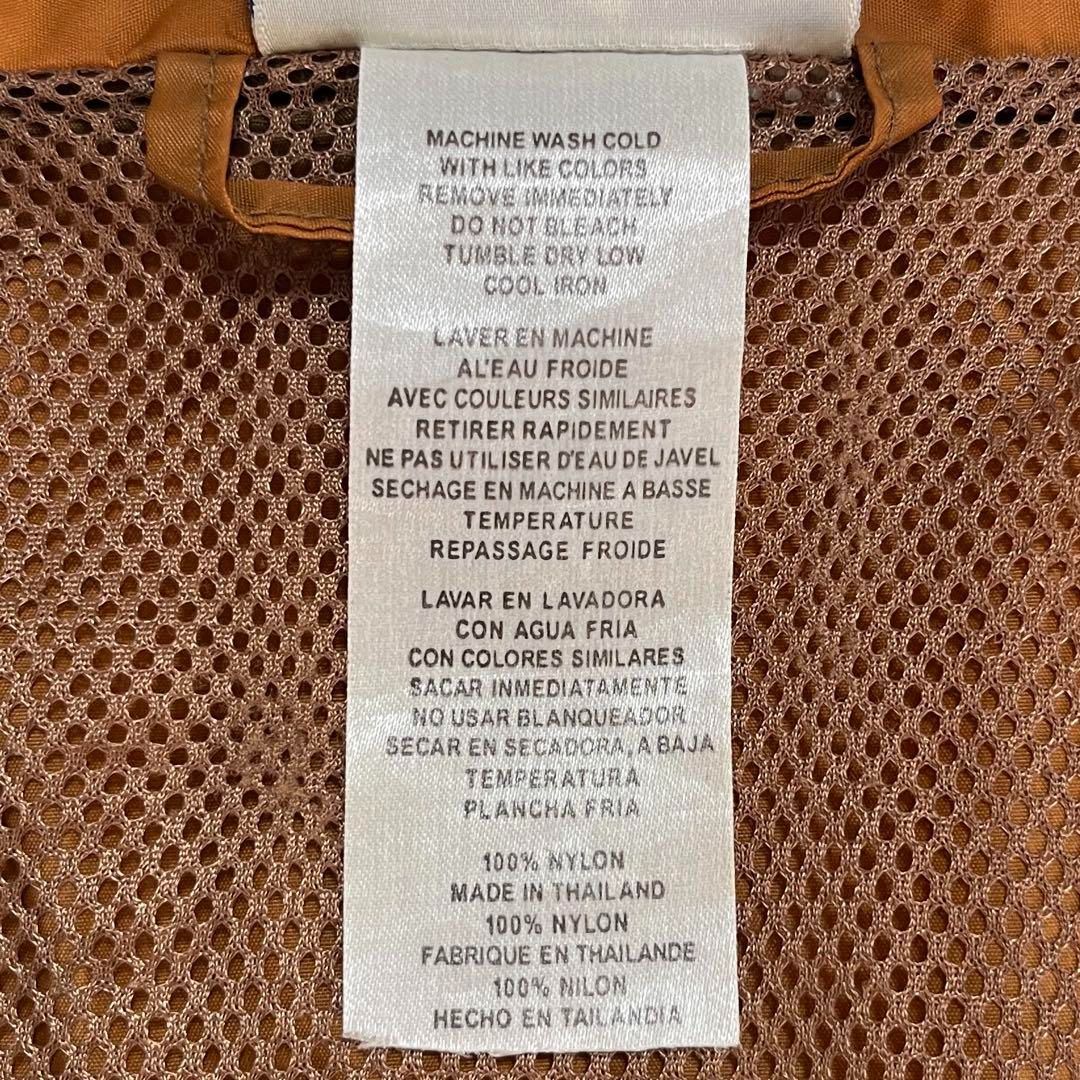 MACHINE WASH COLD
WITH LIKE COLORS
REMOVE IMMEDIATELY
DO NOT BLEACH
TUMBLE DRY LOW
COOL IRON
LAVER EN MACHINE
AL'EAU FROIDE
AVEC COULEURS SIMILAIRES
RETIRER RAPIDEMENT
NE PAS UTILISER D'EAU DE JAVEL
SECHAGE EN MACHINE A BASSE
TEMPERATURE
REPASSAGE FROIDE
LAVAR EN LAVADORA
CON AGUA FRIA
CON COLORES SIMILARES
SACAR INMEDIATAMENTE
NO USAR BLANQUEADOR
SECAR EN SECADORA, A BAJA
TEMPERATURA
PLANCHA FRIA
100% NYLON
MADE IN THAILAND
100% NYLON
FABRIQUE EN THAILANDE
100% NILON
HECHO EN TAILANDIA